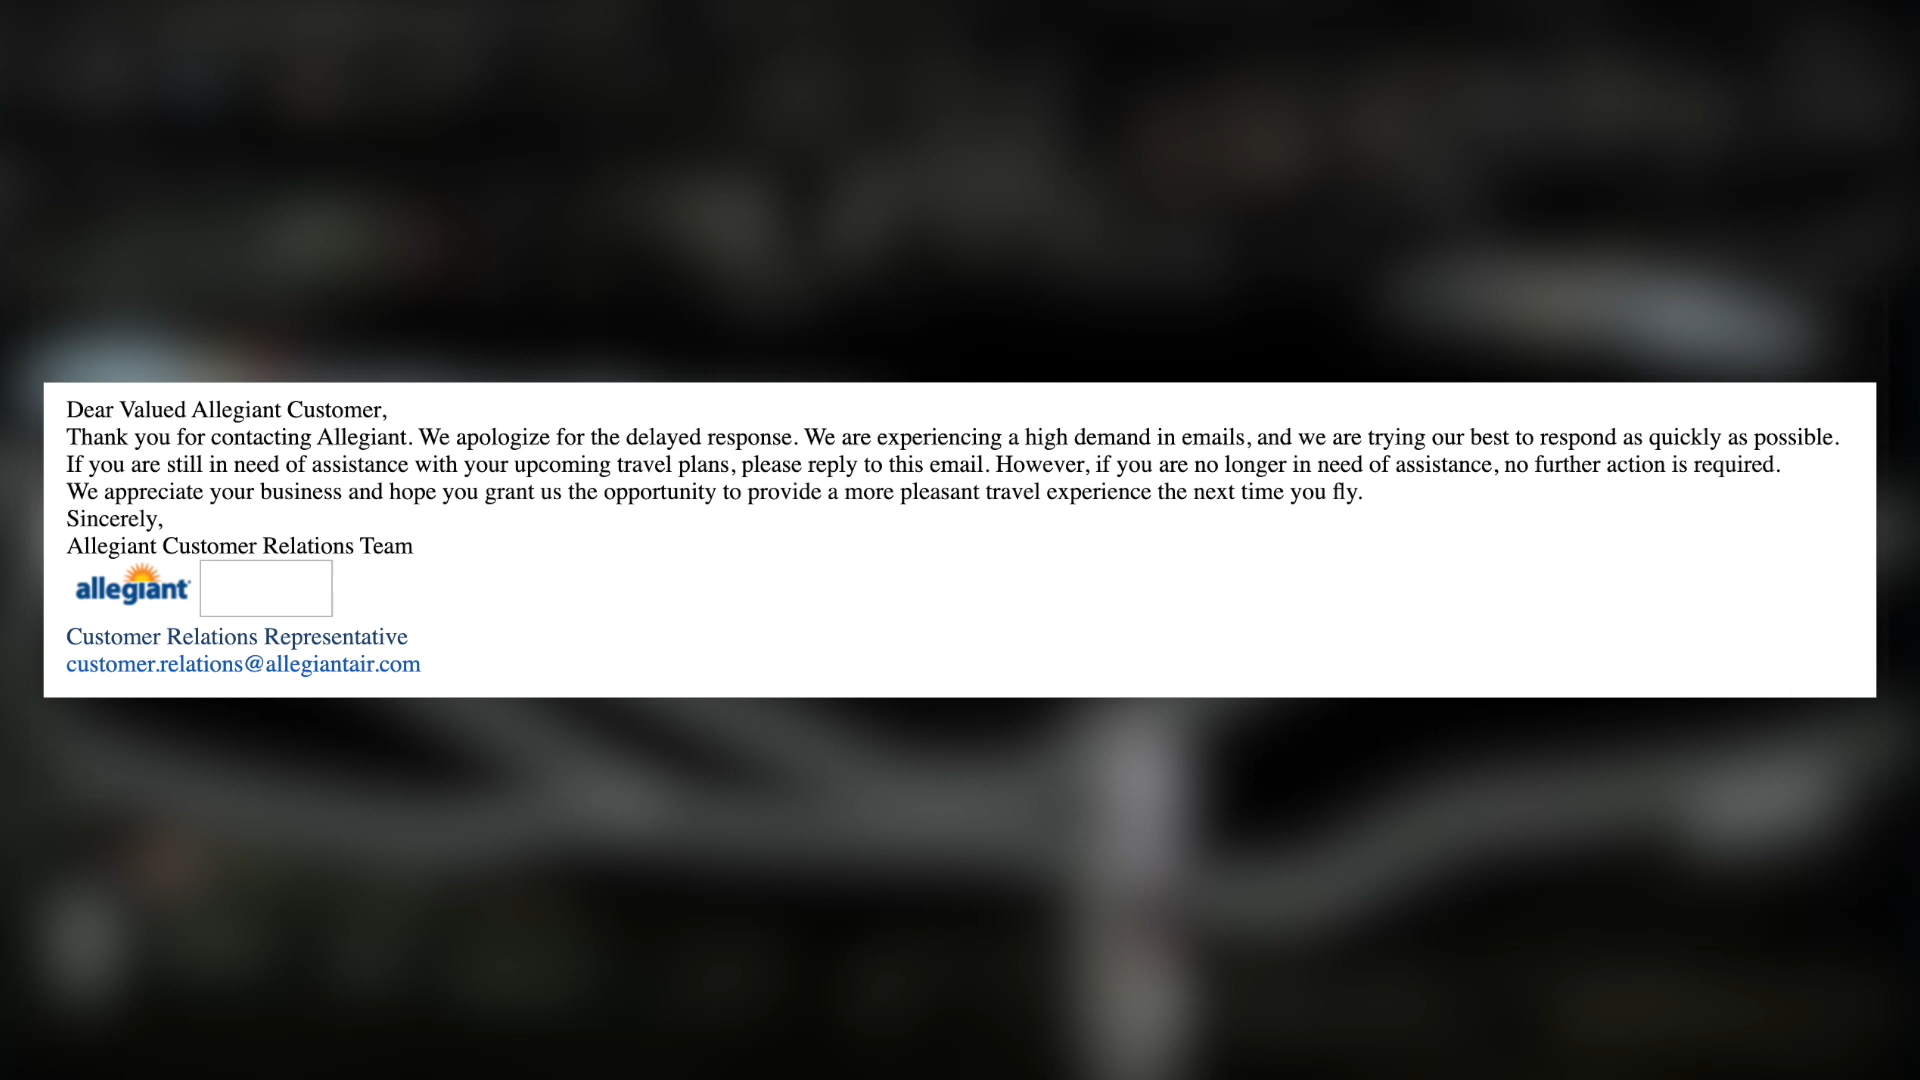 Dear Valued Allegiant Customer,
Thank you for contacting Allegiant. We apologize for the delayed response. We are experiencing a high demand in emails, and we are trying our best to respond as quickly as possible.
If you are still in need of assistance with your upcoming travel plans, please reply to this email. However, if you are no longer in need of assistance, no further action is required.
We appreciate your business and hope you grant us the opportunity to provide a more pleasant travel experience the next time you fly.
Sincerely,
Allegiant Customer Relations Team
allegiant
Customer Relations Representative
customer.relations@allegiantair.com